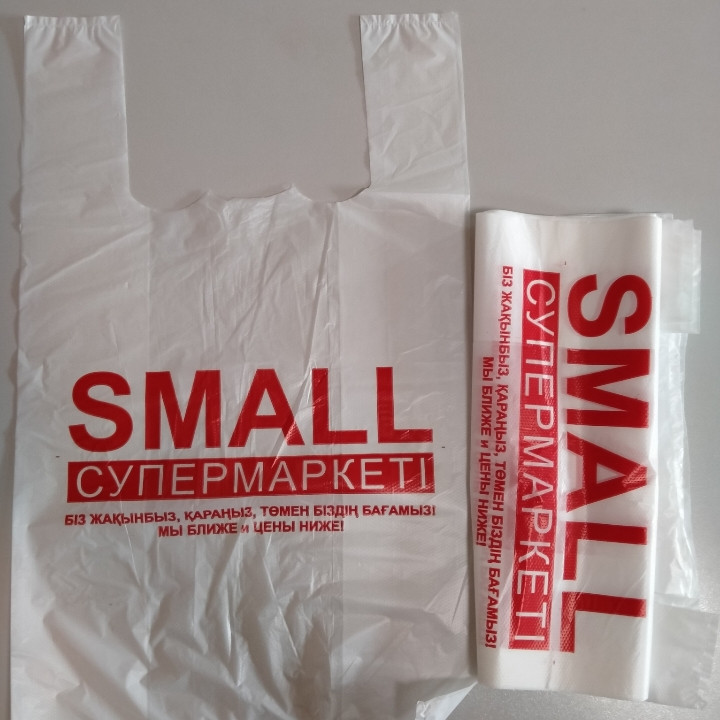 SMALL
СУПЕРМАРКЕТІ
БІЗ ЖАҚЫНБЫЗ, ҚАРАҢЫЗ, ТӨМЕН БІЗДІҢ БАҒАМЫЗ!
МЫ БЛИЖЕ и ЦЕНЫ НИЖЕ!
SMALL
СУПЕРМАРКЕТІ
БІЗ ЖАҚЫНБЫЗ, ҚАРАҢЫЗ, ТӨМЕН БІЗДІҢ БАҒАМЫЗ!
МЫ БЛИЖЕ и ЦЕНЫ НИЖЕ!